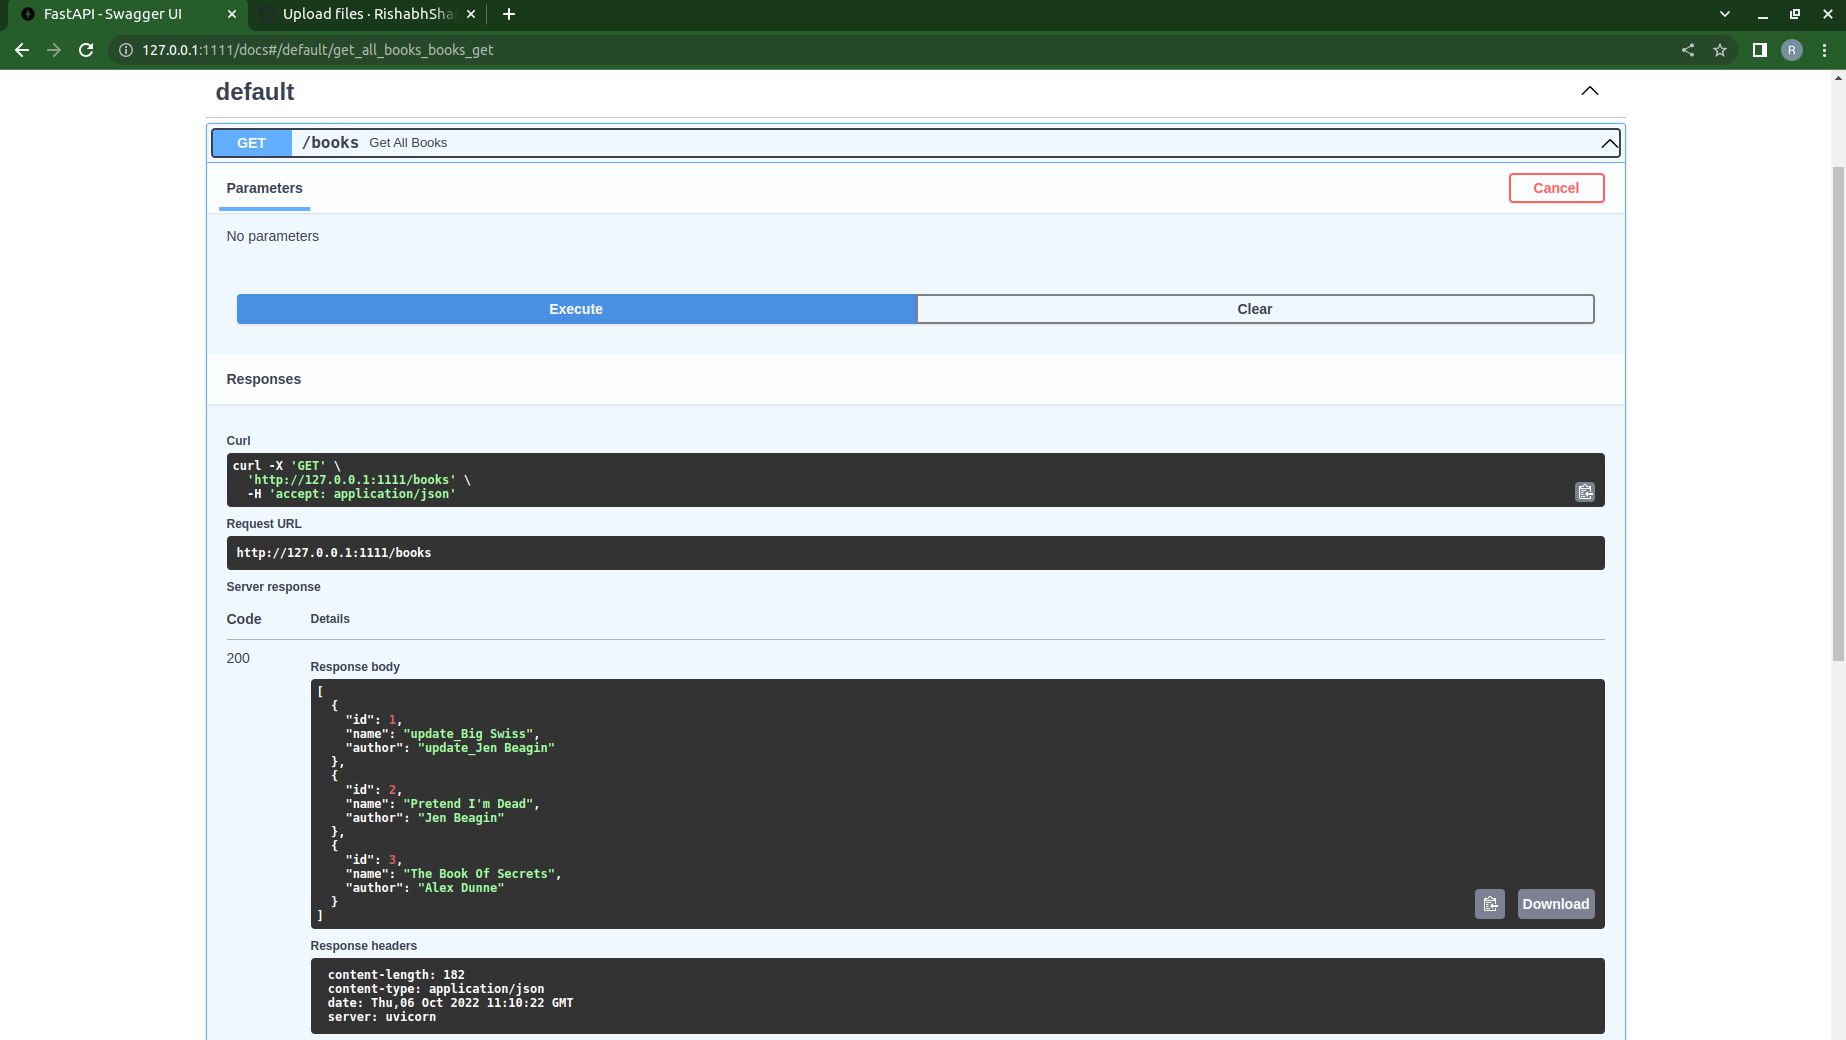 FastAPI - Swagger UI
Upload files · RishabhShar
127.0.0.1:1111/docs#/default/get_all_books_books_get
R
default
GET /books Get All Books
Parameters
Cancel
No parameters
Execute
Clear
Responses
Curl
curl -X 'GET' \
'http://127.0.0.1:1111/books' \
-H 'accept: application/json'
Request URL
http://127.0.0.1:1111/books
Server response
Code Details
200
Response body
[
{
"id": 1,
"name": "update_Big Swiss",
"author": "update_Jen Beagin"
},
{
"id": 2,
"name": "Pretend I'm Dead",
"author": "Jen Beagin"
},
{
"id": 3,
"name": "The Book Of Secrets",
"author": "Alex Dunne"
}
]
Download
Response headers
content-length: 182
content-type: application/json
date: Thu,06 Oct 2022 11:10:22 GMT
server: uvicorn